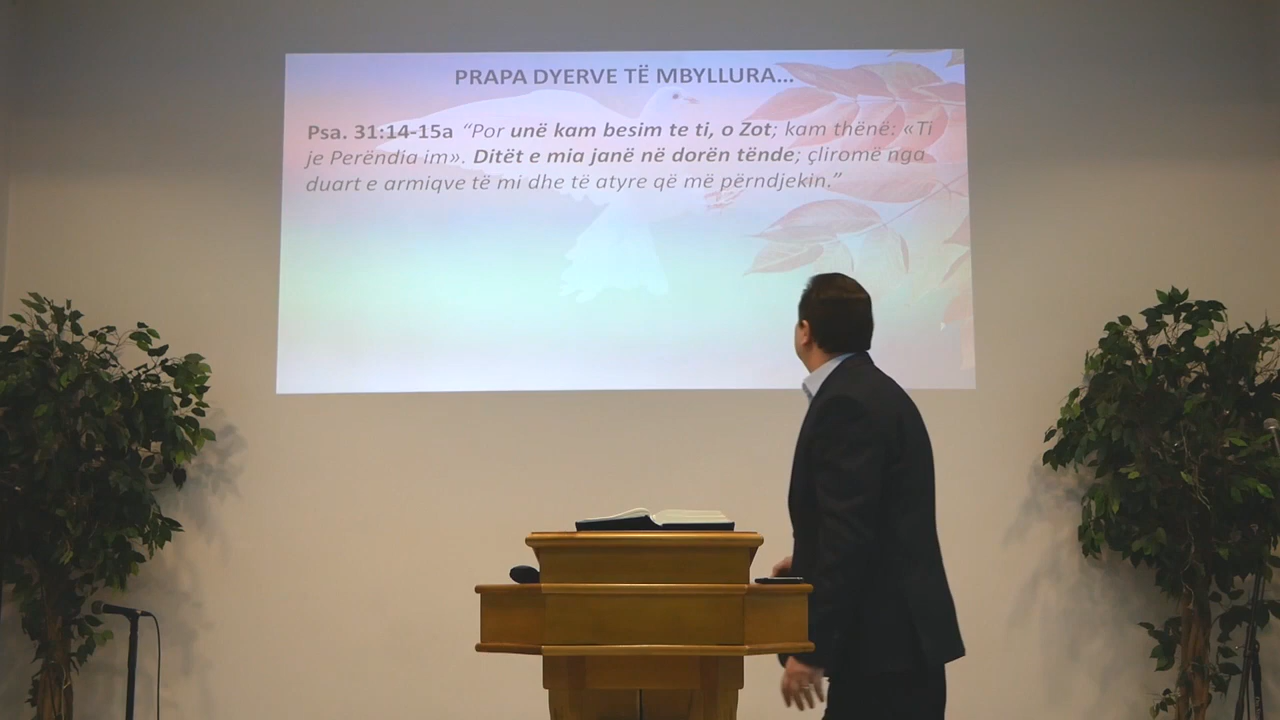 PRAPA DYERVE TË MBYLLURA...
Psa. 31:14-15a “Por unë kam besim te ti, o Zot; kam thënë: «Ti
je Perëndia im». Ditët e mia janë në dorën tënde; çliromë nga
duart e armiqve të mi dhe të atyre që më përndjekin.”